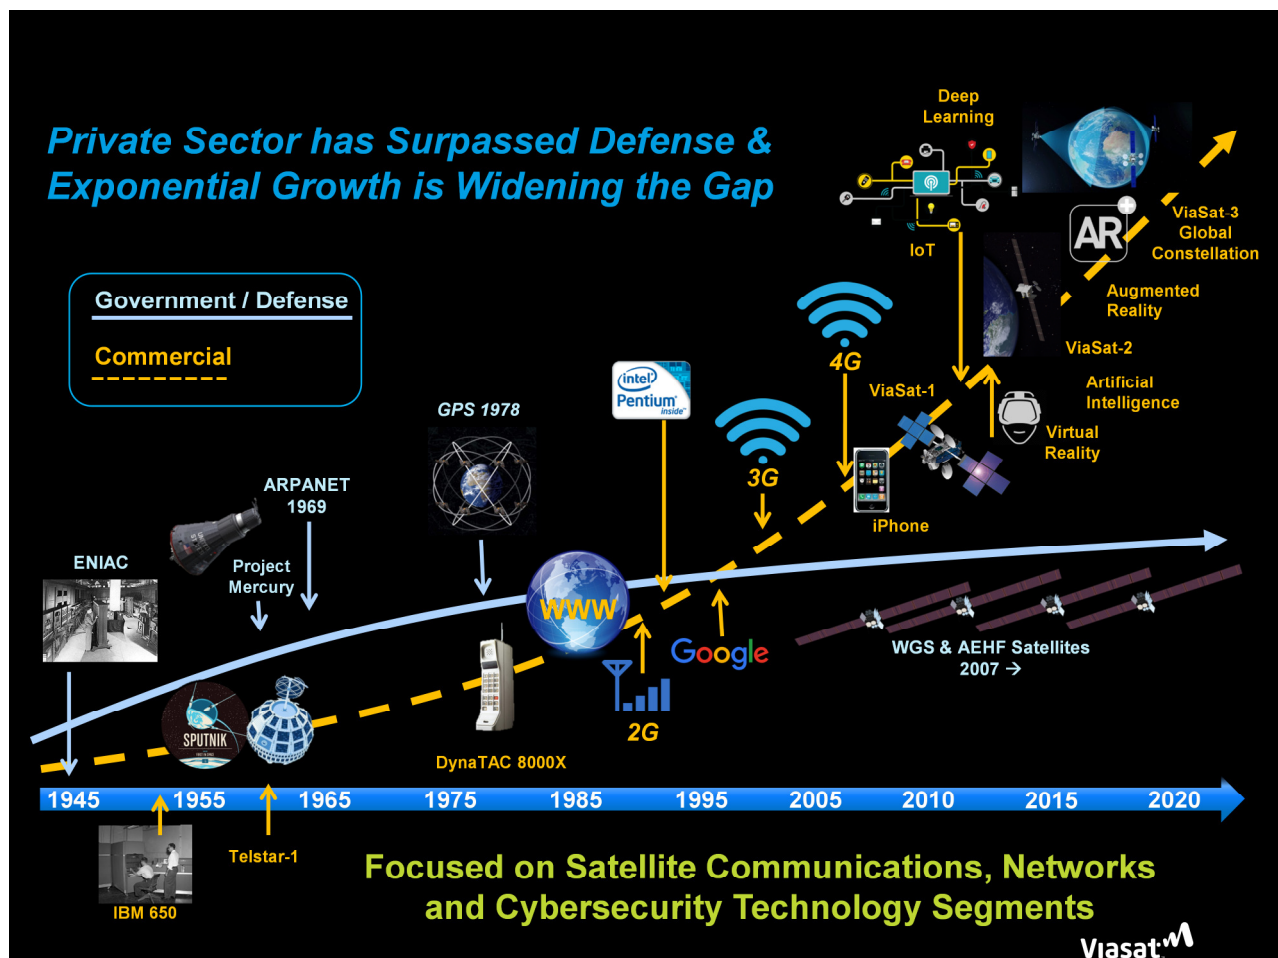 Private Sector has Surpassed Defense &
Exponential Growth is Widening the Gap
Government / Defense
Commercial
Deep
Learning
IoT
AR
ViaSat-3
Global
Constellation
Augmented
Reality
ViaSat-2
Artificial
Intelligence
Virtual
Reality
ViaSat-1
4G
iPhone
3G
intel
Pentium
inside
GPS 1978
ARPANET
1969
Project
Mercury
ENIAC
WWW
Google
2G
DynaTAC 8000X
WGS & AEHF Satellites
2007 →
SPUTNIK
1945
1955
1965
1975
1985
1995
2005
2010
2015
2020
IBM 650
Telstar-1
Focused on Satellite Communications, Networks
and Cybersecurity Technology Segments
Viasat